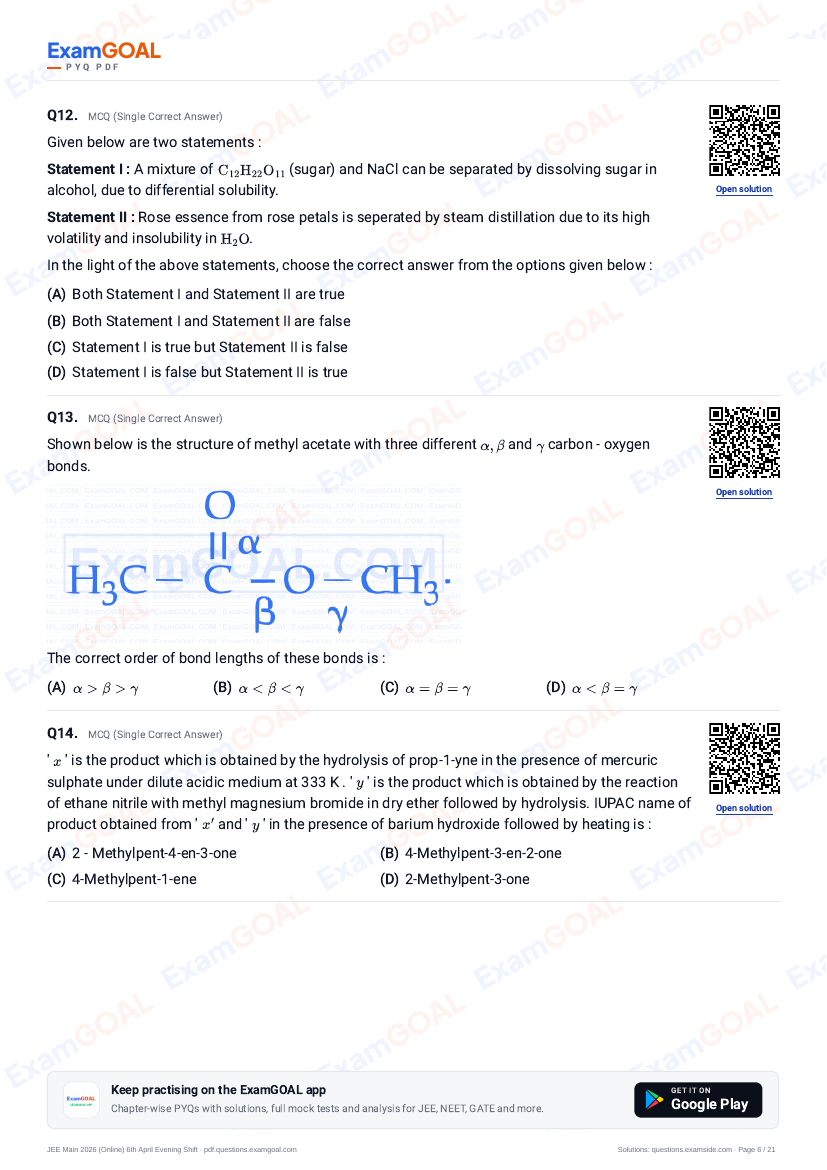 ExamGOAL
PYQ PDF
Q12. MCQ (Single Correct Answer)
Given below are two statements :
Statement I : A mixture of C₁₂H₂₂O₁₁ (sugar) and NaCl can be separated by dissolving sugar in
alcohol, due to differential solubility.
Statement II : Rose essence from rose petals is seperated by steam distillation due to its high
volatility and insolubility in H₂O.
In the light of the above statements, choose the correct answer from the options given below :
(A) Both Statement I and Statement II are true
(B) Both Statement I and Statement II are false
(C) Statement I is true but Statement II is false
(D) Statement I is false but Statement II is true
Open solution
Q13. MCQ (Single Correct Answer)
Shown below is the structure of methyl acetate with three different α, β and γ carbon - oxygen
bonds.
Open solution
O
|| α
H₃C – C – O – CH₃.
β γ
ExamGOAL.COM
The correct order of bond lengths of these bonds is :
(A) α > β > γ (B) α < β < γ (C) α = β = γ (D) α < β = γ
Q14. MCQ (Single Correct Answer)
' x ' is the product which is obtained by the hydrolysis of prop-1-yne in the presence of mercuric
sulphate under dilute acidic medium at 333 K . ' y ' is the product which is obtained by the reaction
of ethane nitrile with methyl magnesium bromide in dry ether followed by hydrolysis. IUPAC name of
product obtained from ' x′ and ' y ' in the presence of barium hydroxide followed by heating is :
(A) 2 - Methylpent-4-en-3-one (B) 4-Methylpent-3-en-2-one
(C) 4-Methylpent-1-ene (D) 2-Methylpent-3-one
Open solution
ExamGOAL
Keep practising on the ExamGOAL app
Chapter-wise PYQs with solutions, full mock tests and analysis for JEE, NEET, GATE and more.
GET IT ON
Google Play
JEE Main 2026 (Online) 6th April Evening Shift · pdf.questions.examgoal.com
Solutions: questions.examside.com · Page 6 / 21